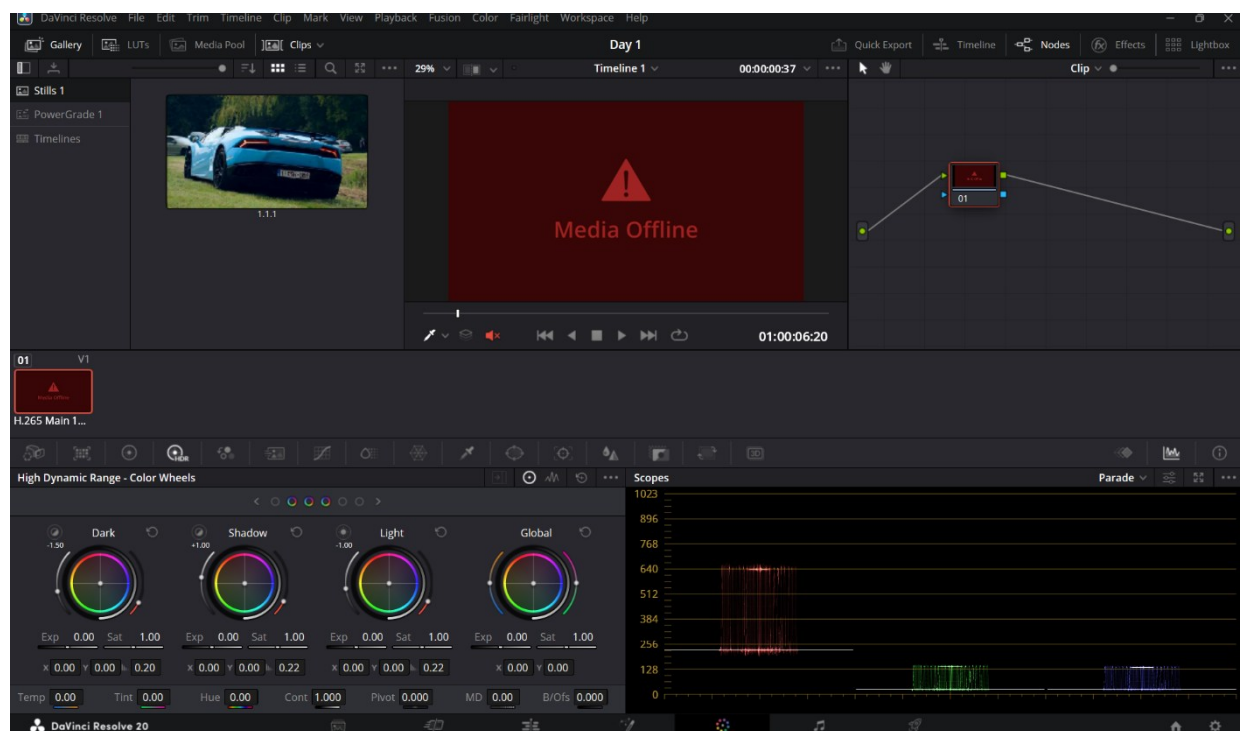 DaVinci Resolve File Edit Trim Timeline Clip Mark View Playback Fusion Color Fairlight Workspace Help
Gallery LUTs Media Pool Clips Day 1 Quick Export Timeline Nodes Effects Lightbox
29% Timeline 1 00:00:00:37 Clip
Stills 1
PowerGrade 1
Timelines
1.1.1
Media Offline
01
01:00:06:20
01 V1
Media Offline
H.265 Main 1...
HDR
3D
High Dynamic Range - Color Wheels
Scopes Parade
Dark Shadow Light Global
-1.50 +1.00 -1.00
Exp 0.00 Sat 1.00 Exp 0.00 Sat 1.00 Exp 0.00 Sat 1.00 Exp 0.00 Sat 1.00
X 0.00 Y 0.00 0.20 X 0.00 Y 0.00 0.22 X 0.00 Y 0.00 0.22 X 0.00 Y 0.00
Temp 0.00 Tint 0.00 Hue 0.00 Cont 1.000 Pivot 0.000 MD 0.00 B/Ofs 0.000
1023
896
768
640
512
384
256
128
0
DaVinci Resolve 20